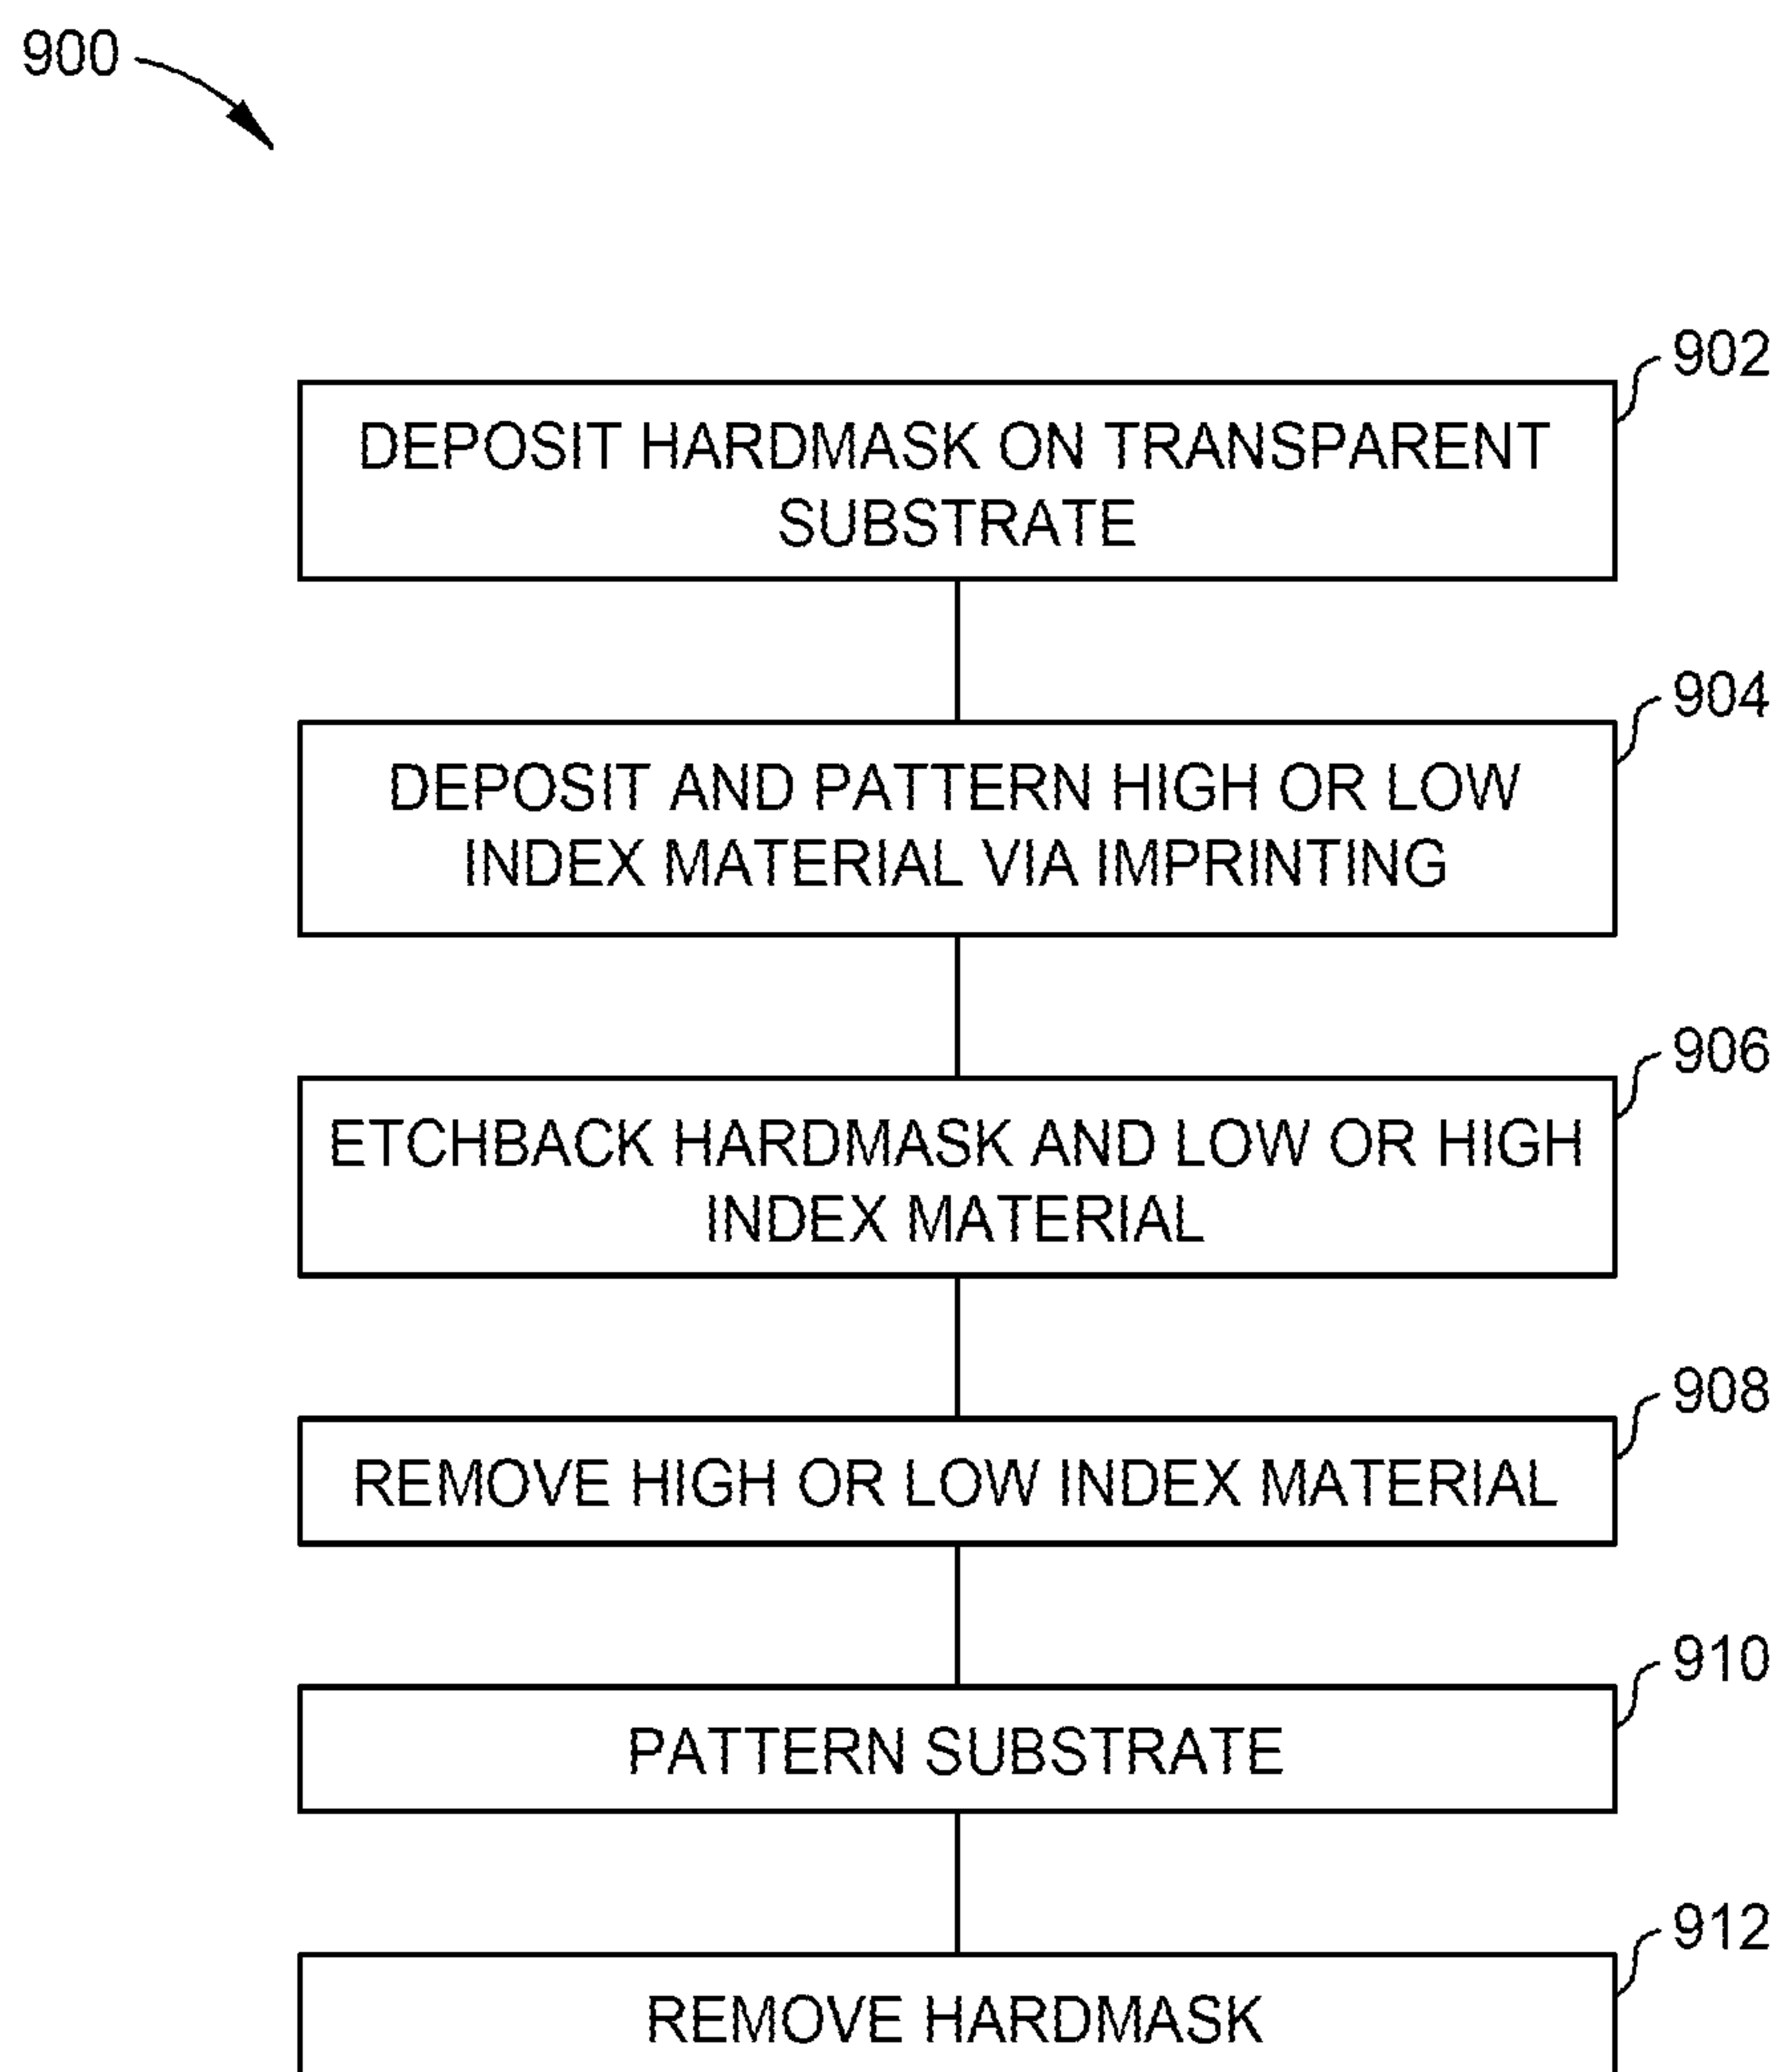 900
902
DEPOSIT HARDMASK ON TRANSPARENT
SUBSTRATE
904
DEPOSIT AND PATTERN HIGH OR LOW
INDEX MATERIAL VIA IMPRINTING
906
ETCHBACK HARDMASK AND LOW OR HIGH
INDEX MATERIAL
908
REMOVE HIGH OR LOW INDEX MATERIAL
910
PATTERN SUBSTRATE
912
REMOVE HARDMASK